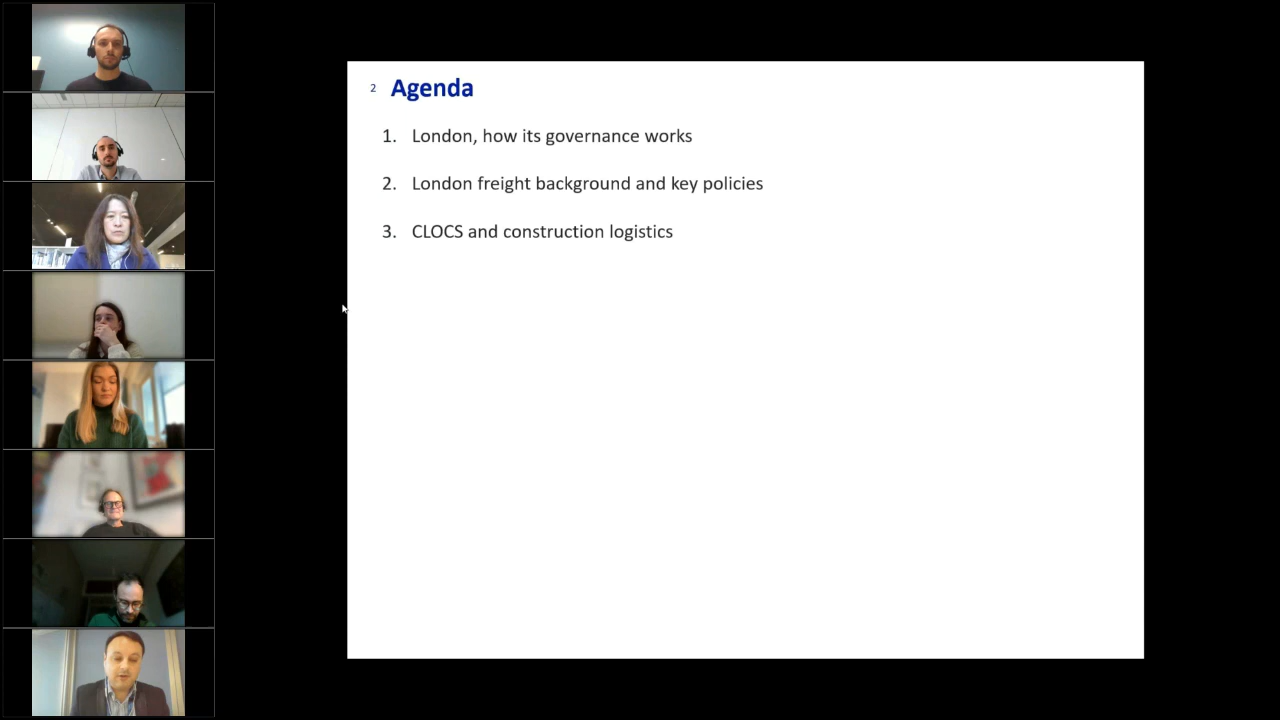 2 Agenda
1. London, how its governance works
2. London freight background and key policies
3. CLOCS and construction logistics